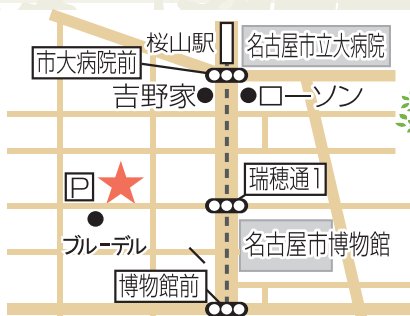 桜山駅
名古屋市立大病院
市大病院前
吉野家
ローソン
瑞穂通1
P
ブルーデル
名古屋市博物館
博物館前